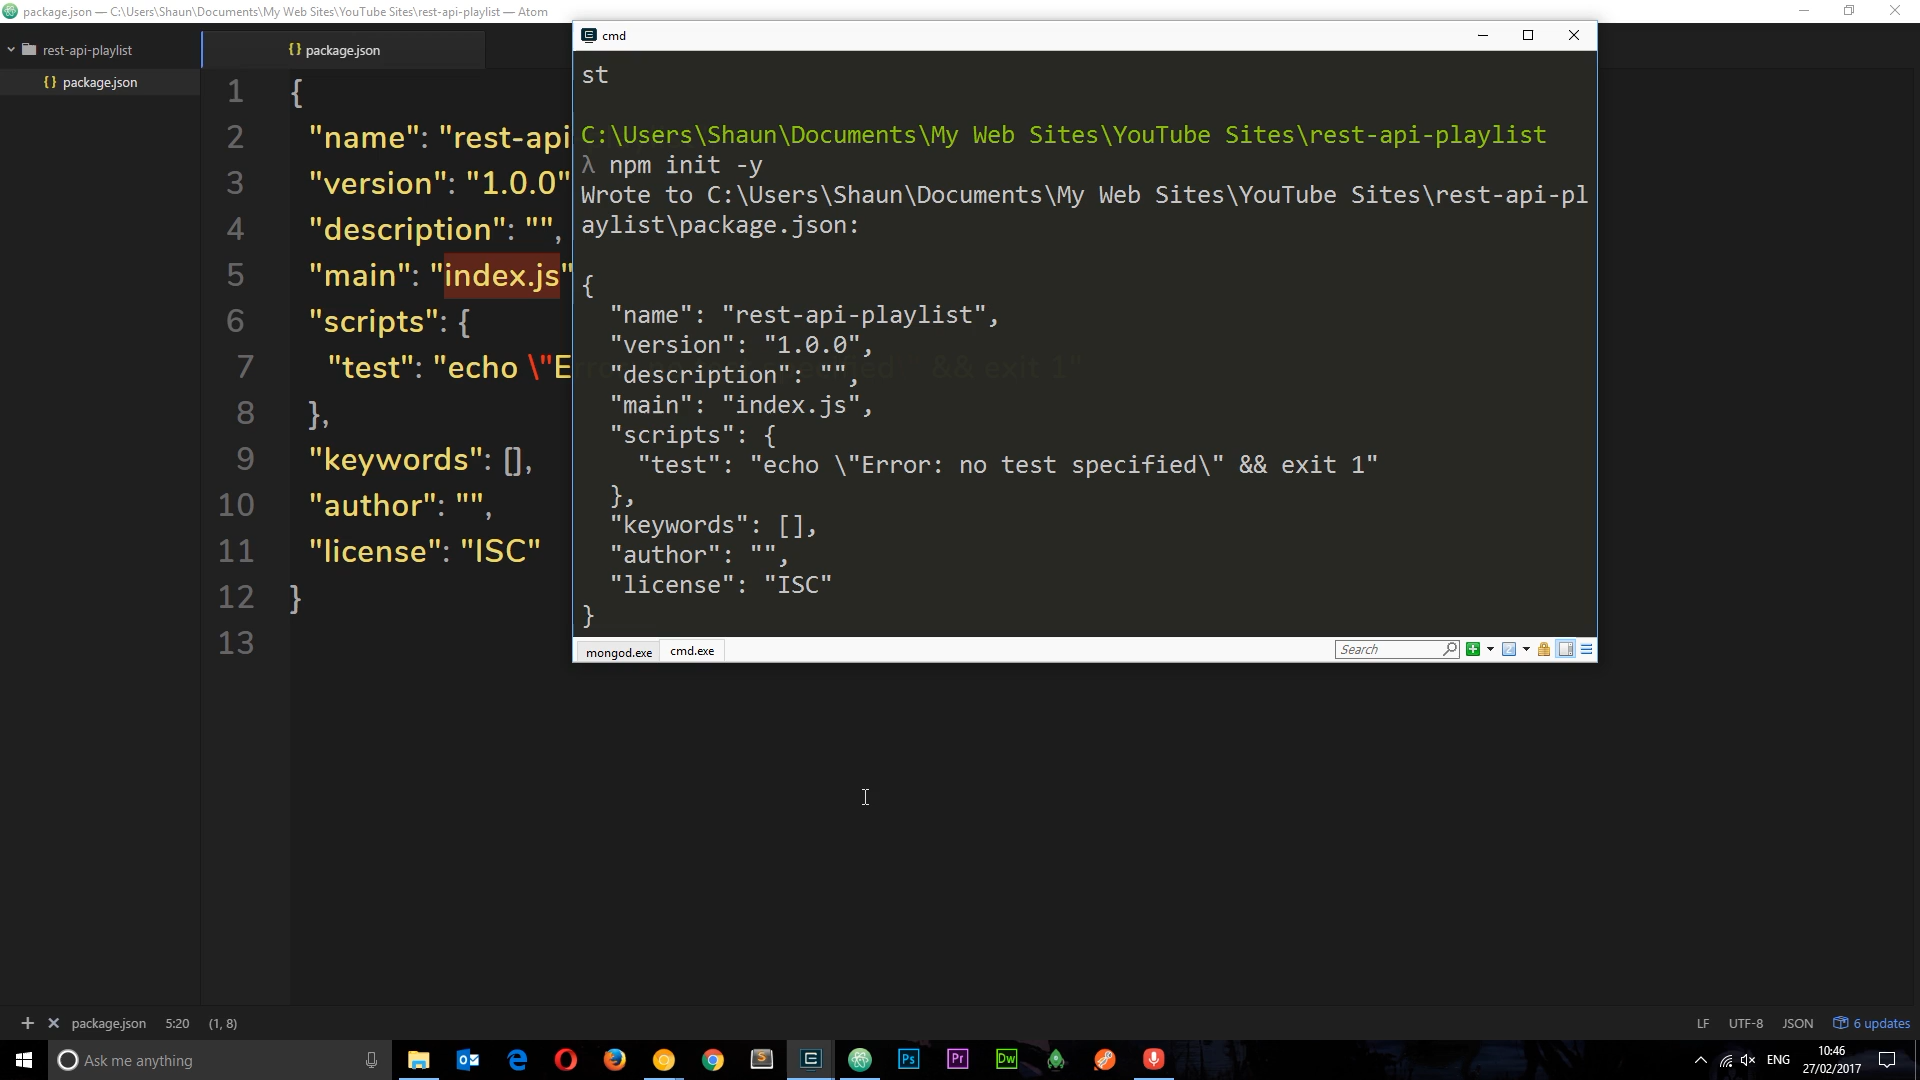 package.json — C:\Users\Shaun\Documents\My Web Sites\YouTube Sites\rest-api-playlist — Atom
rest-api-playlist
package.json
package.json
1 {
2 "name": "rest-api
3 "version": "1.0.0"
4 "description": "",
5 "main": "index.js"
6 "scripts": {
7 "test": "echo \"E
8 },
9 "keywords": [],
10 "author": "",
11 "license": "ISC"
12 }
13
cmd
st
C:\Users\Shaun\Documents\My Web Sites\YouTube Sites\rest-api-playlist
λ npm init -y
Wrote to C:\Users\Shaun\Documents\My Web Sites\YouTube Sites\rest-api-pl
aylist\package.json:
{
"name": "rest-api-playlist",
"version": "1.0.0",
"description": "",
"main": "index.js",
"scripts": {
"test": "echo \"Error: no test specified\" && exit 1"
},
"keywords": [],
"author": "",
"license": "ISC"
}
&& exit 1"
mongod.exe
cmd.exe
Search
package.json 5:20 (1, 8)
LF UTF-8 JSON 6 updates
Ask me anything
Ps
Pr
Dw
ENG
10:46
27/02/2017